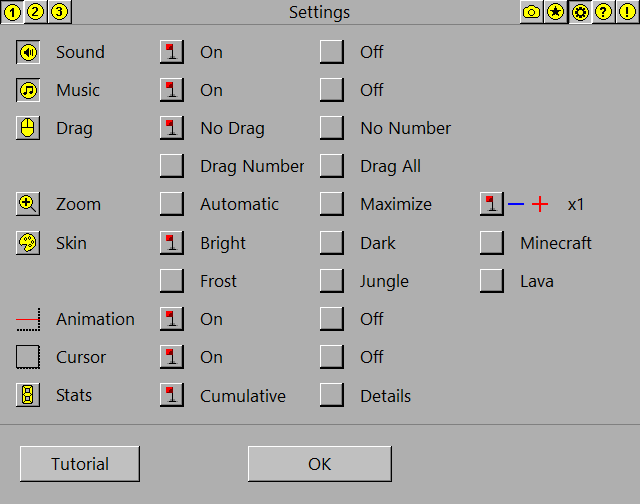 1 2 3 Settings ? !
Sound On Off
Music On Off
Drag No Drag No Number
Drag Number Drag All
Zoom Automatic Maximize x1
Skin Bright Dark Minecraft
Frost Jungle Lava
Animation On Off
Cursor On Off
Stats Cumulative Details
Tutorial OK